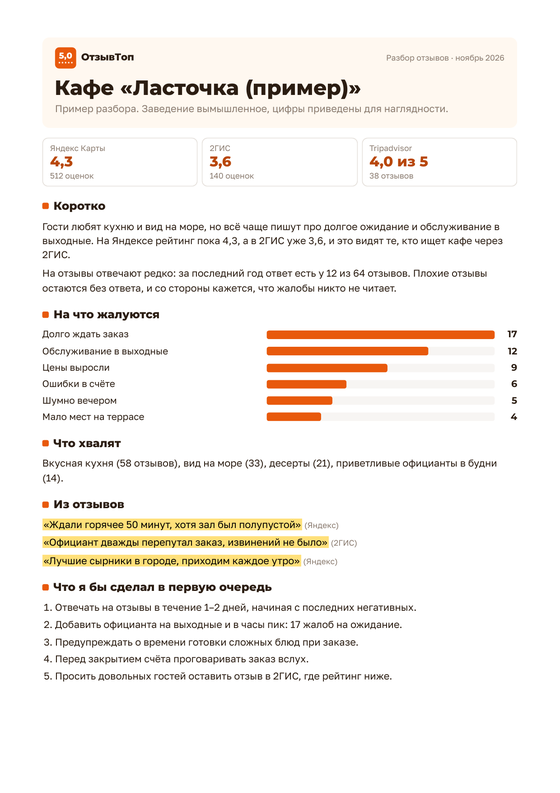 5,0
ОтзывТоп
Разбор отзывов · ноябрь 2026
Кафе «Ласточка (пример)»
Пример разбора. Заведение вымышленное, цифры приведены для наглядности.
Яндекс Карты
4,3
512 оценок
2ГИС
3,6
140 оценок
Tripadvisor
4,0 из 5
38 отзывов
Коротко
Гости любят кухню и вид на море, но всё чаще пишут про долгое ожидание и обслуживание в
выходные. На Яндексе рейтинг пока 4,3, а в 2ГИС уже 3,6, и это видят те, кто ищет кафе через
2ГИС.
На отзывы отвечают редко: за последний год ответ есть у 12 из 64 отзывов. Плохие отзывы
остаются без ответа, и со стороны кажется, что жалобы никто не читает.
На что жалуются
Долго ждать заказ 17
Обслуживание в выходные 12
Цены выросли 9
Ошибки в счёте 6
Шумно вечером 5
Мало мест на террасе 4
Что хвалят
Вкусная кухня (58 отзывов), вид на море (33), десерты (21), приветливые официанты в будни
(14).
Из отзывов
«Ждали горячее 50 минут, хотя зал был полупустой» (Яндекс)
«Официант дважды перепутал заказ, извинений не было» (2ГИС)
«Лучшие сырники в городе, приходим каждое утро» (Яндекс)
Что я бы сделал в первую очередь
1. Отвечать на отзывы в течение 1–2 дней, начиная с последних негативных.
2. Добавить официанта на выходные и в часы пик: 17 жалоб на ожидание.
3. Предупреждать о времени готовки сложных блюд при заказе.
4. Перед закрытием счёта проговаривать заказ вслух.
5. Просить довольных гостей оставить отзыв в 2ГИС, где рейтинг ниже.